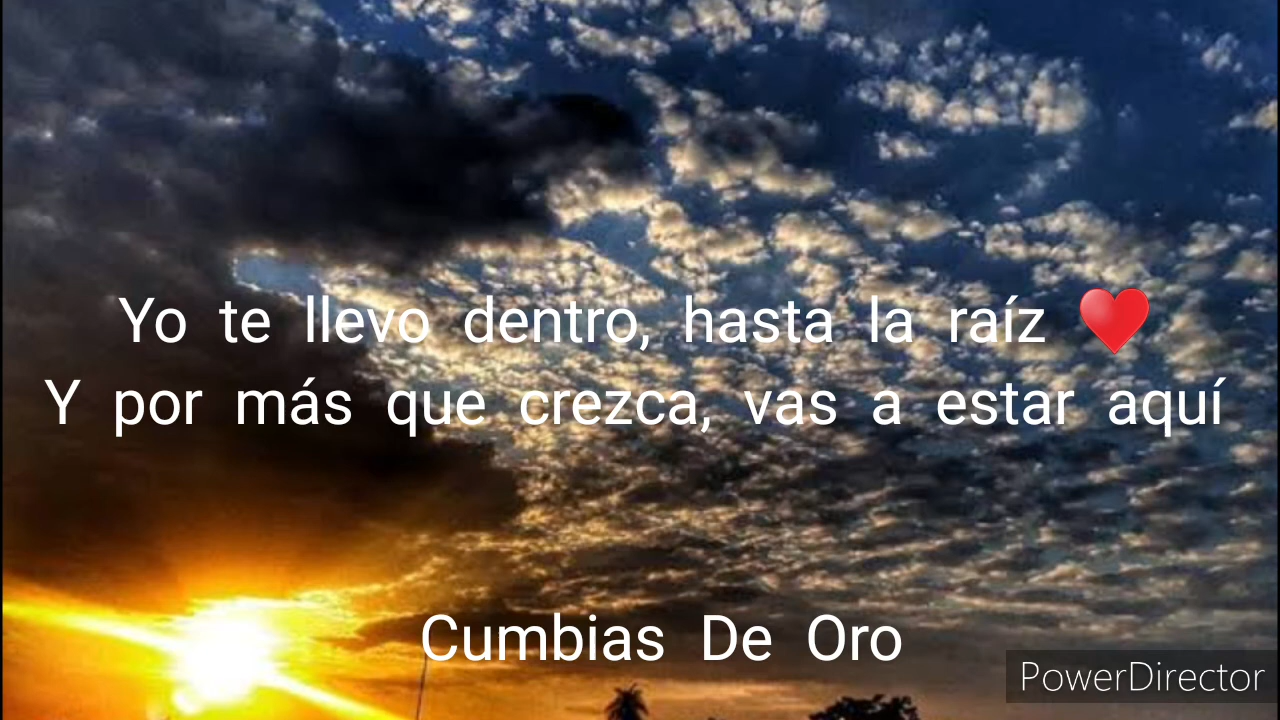 Yo te llevo dentro, hasta la raíz ♥️
Y por más que crezca, vas a estar aquí
Cumbias De Oro
PowerDirector